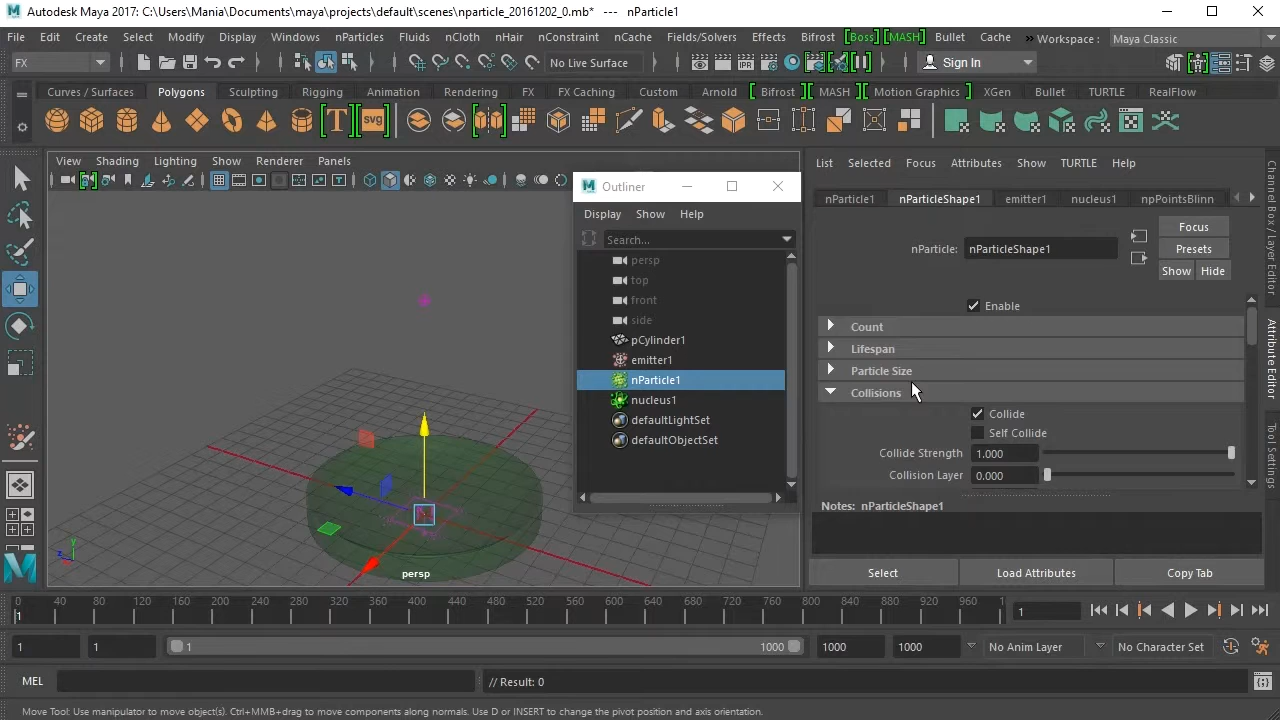 Autodesk Maya 2017: C:\Users\Mania\Documents\maya\projects\default\scenes\nparticle_20161202_0.mb* --- nParticle1
File Edit Create Select Modify Display Windows nParticles Fluids nCloth nHair nConstraint nCache Fields/Solvers Effects Bifrost [Boss] [MASH] Bullet Cache » Workspace : Maya Classic
FX No Live Surface Sign In
Curves / Surfaces Polygons Sculpting Rigging Animation Rendering FX FX Caching Custom Arnold Bifrost MASH Motion Graphics XGen Bullet TURTLE RealFlow
T svg
View Shading Lighting Show Renderer Panels
List Selected Focus Attributes Show TURTLE Help
Outliner
nParticle1 nParticleShape1 emitter1 nucleus1 npPointsBlinn
Display Show Help
Search...
Focus
nParticle: nParticleShape1 Presets
Show Hide
persp
top
front
side
pCylinder1
emitter1
nParticle1
nucleus1
defaultLightSet
defaultObjectSet
Enable
Count
Lifespan
Particle Size
Collisions
Collide
Self Collide
Collide Strength 1.000
Collision Layer 0.000
Notes: nParticleShape1
Select Load Attributes Copy Tab
Channel Box / Layer Editor
Attribute Editor
Tool Settings
y
z
persp
0 40 80 120 160 200 240 280 320 360 400 440 480 520 560 600 640 680 720 760 800 840 880 920 960 1
1 1
1 1 1 1000 1000 1000 No Anim Layer No Character Set
MEL // Result: 0
Move Tool: Use manipulator to move object(s). Ctrl+MMB+drag to move components along normals. Use D or INSERT to change the pivot position and axis orientation.